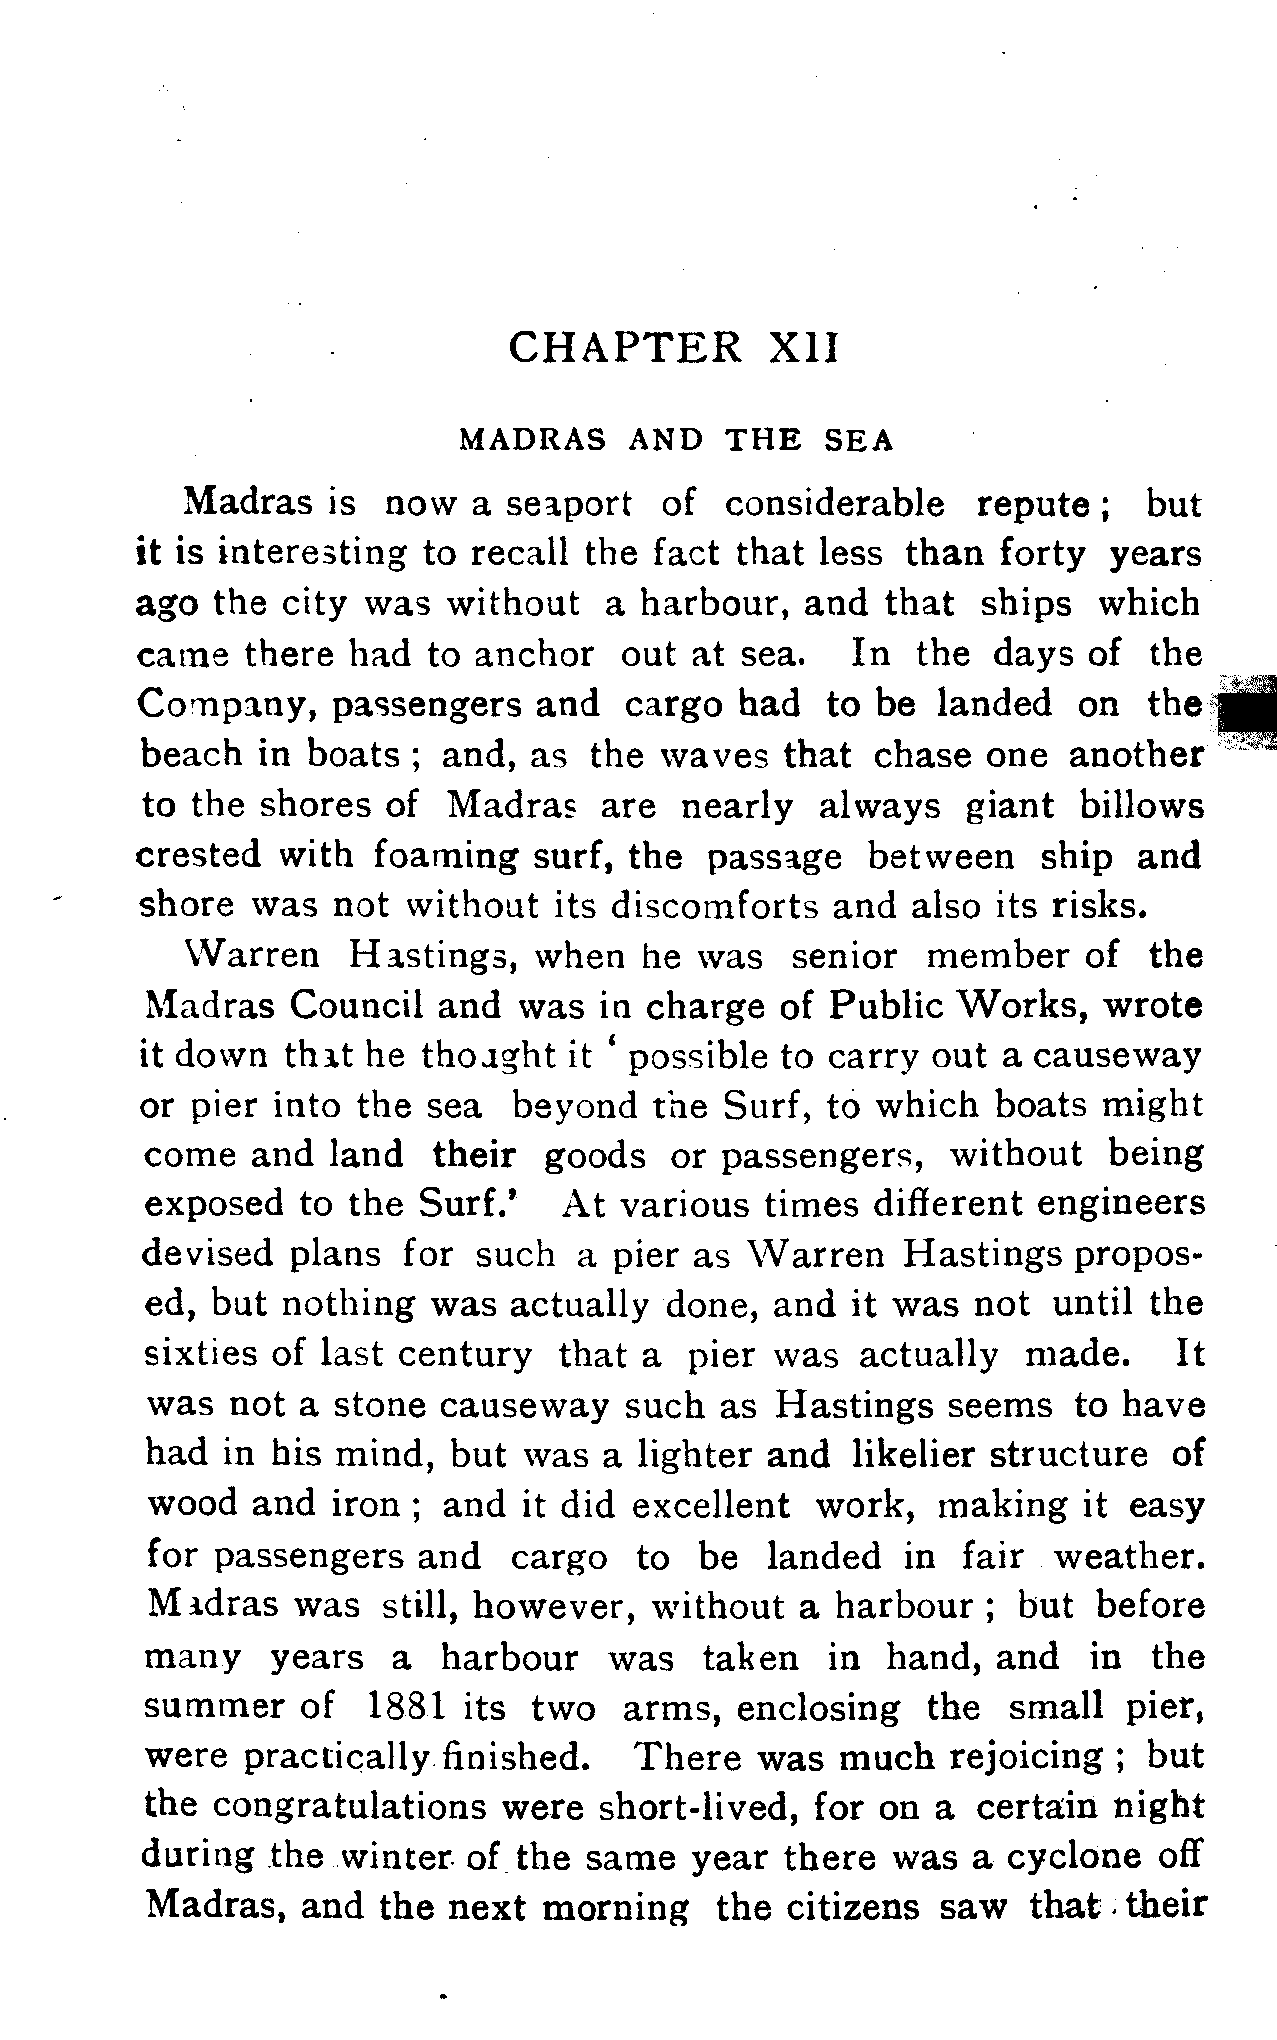 CHAPTER XII
MADRAS AND THE SEA
Madras is now a seaport of considerable repute ; but
it is interesting to recall the fact that less than forty years
ago the city was without a harbour, and that ships which
came there had to anchor out at sea. In the days of the
Company, passengers and cargo had to be landed on the
beach in boats ; and, as the waves that chase one another
to the shores of Madras are nearly always giant billows
crested with foaming surf, the passage between ship and
shore was not without its discomforts and also its risks.
Warren Hastings, when he was senior member of the
Madras Council and was in charge of Public Works, wrote
it down that he thought it ‘ possible to carry out a causeway
or pier into the sea beyond the Surf, to which boats might
come and land their goods or passengers, without being
exposed to the Surf.’ At various times different engineers
devised plans for such a pier as Warren Hastings propos-
ed, but nothing was actually done, and it was not until the
sixties of last century that a pier was actually made. It
was not a stone causeway such as Hastings seems to have
had in his mind, but was a lighter and likelier structure of
wood and iron ; and it did excellent work, making it easy
for passengers and cargo to be landed in fair weather.
Madras was still, however, without a harbour ; but before
many years a harbour was taken in hand, and in the
summer of 1881 its two arms, enclosing the small pier,
were practically finished. There was much rejoicing ; but
the congratulations were short-lived, for on a certain night
during the winter of the same year there was a cyclone off
Madras, and the next morning the citizens saw that their